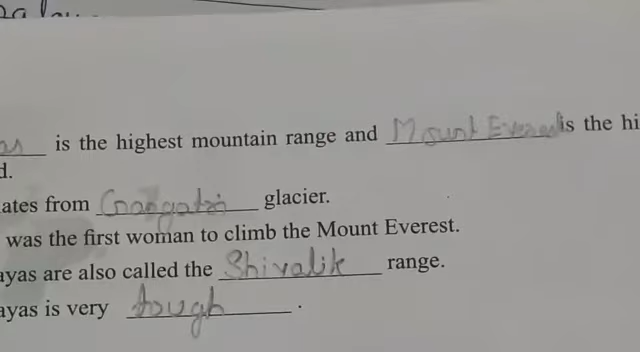 is the highest mountain range and Mount Everest is the hi
d.
ates from Gangatri glacier.
was the first woman to climb the Mount Everest.
ayas are also called the Shivalik range.
ayas is very tough .